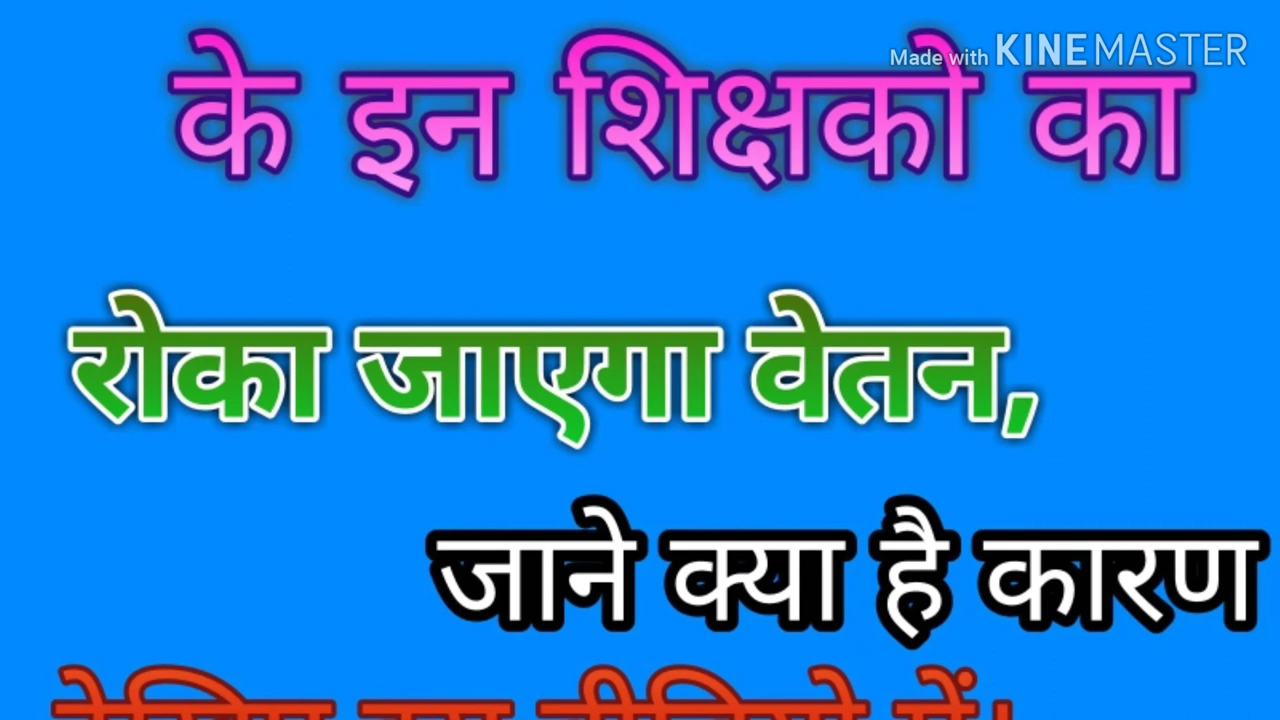 Made with KINEMASTER
के इन शिक्षको का
रोका जाएगा वेतन,
जाने क्या है कारण